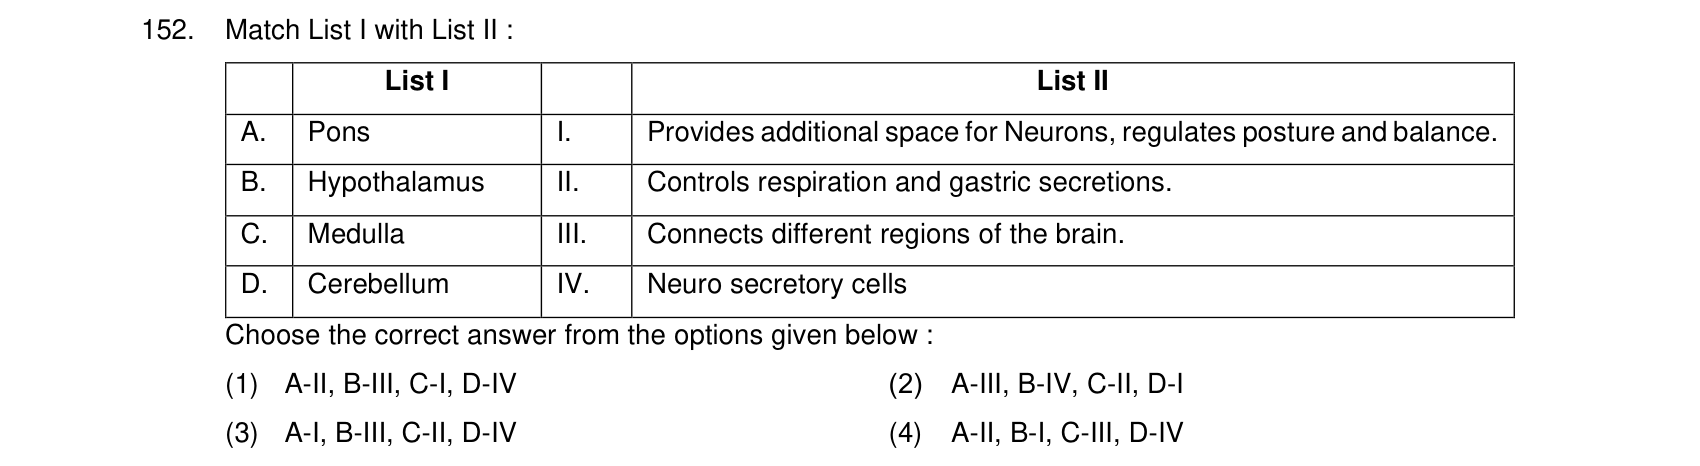 152. Match List I with List II :
List I List II
A. Pons I. Provides additional space for Neurons, regulates posture and balance.
B. Hypothalamus II. Controls respiration and gastric secretions.
C. Medulla III. Connects different regions of the brain.
D. Cerebellum IV. Neuro secretory cells
Choose the correct answer from the options given below :
(1) A-II, B-III, C-I, D-IV (2) A-III, B-IV, C-II, D-I
(3) A-I, B-III, C-II, D-IV (4) A-II, B-I, C-III, D-IV